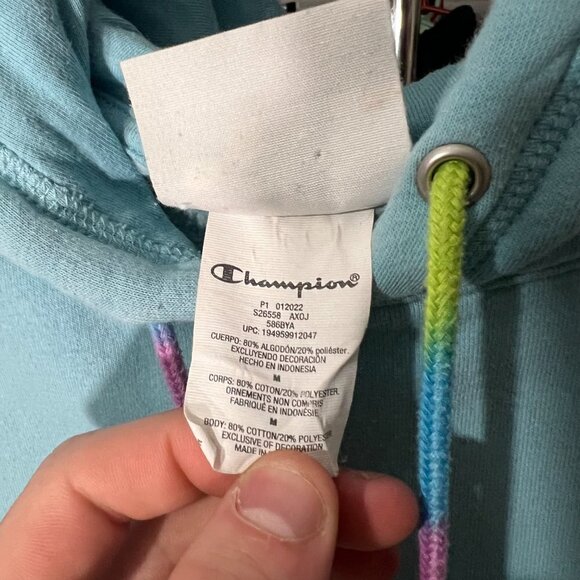 Champion®
P1 012022
S26558 AXOJ
586BYA
UPC: 194959912047
CUERPO: 80% ALGODÓN/20% poliéster.
EXCLUYENDO DECORACIÓN
HECHO EN INDONESIA
M
CORPS: 80% COTON/20% POLYESTER.
ORNEMENTS NON COMPRIS
FABRIQUÉ EN INDONÉSIE
M
BODY: 80% COTTON/20% POLYES
EXCLUSIVE OF DECORATION